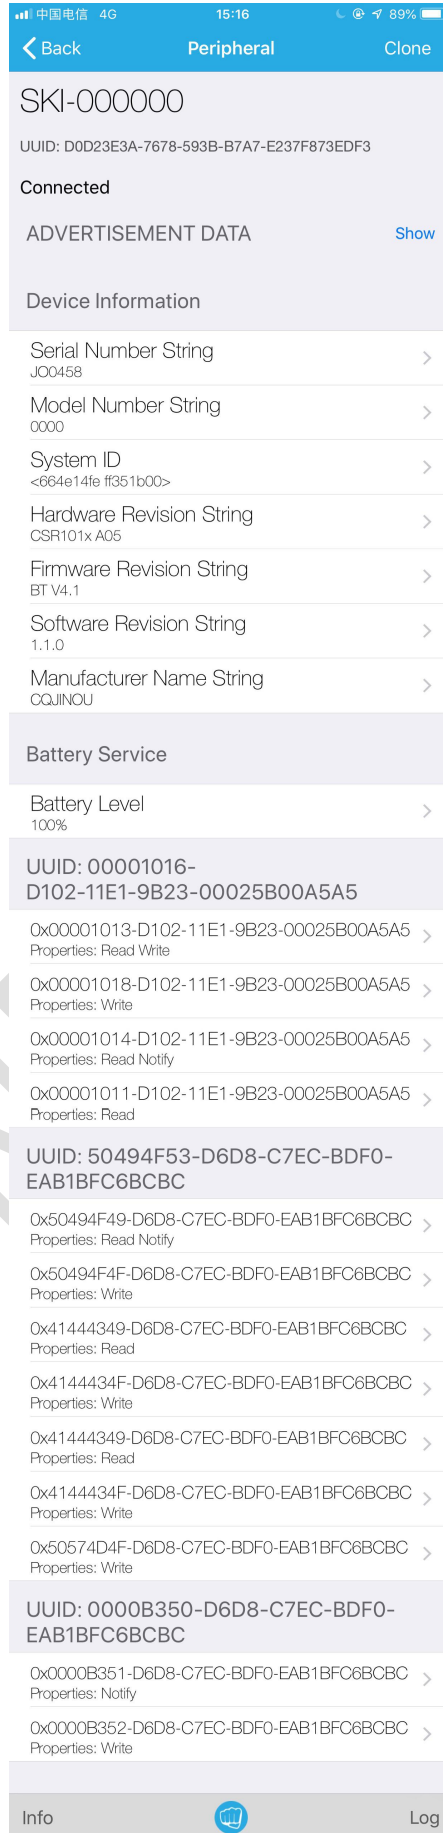 中国电信 4G 15:16 89%
Back Peripheral Clone
SKI-000000
UUID: D0D23E3A-7678-593B-B7A7-E237F873EDF3
Connected
ADVERTISEMENT DATA Show
Device Information
Serial Number String
JO0458
Model Number String
0000
System ID
<664e14fe ff351b00>
Hardware Revision String
CSR101x A05
Firmware Revision String
BT V4.1
Software Revision String
1.1.0
Manufacturer Name String
CQJINOU
Battery Service
Battery Level
100%
UUID: 00001016-
D102-11E1-9B23-00025B00A5A5
0x00001013-D102-11E1-9B23-00025B00A5A5
Properties: Read Write
0x00001018-D102-11E1-9B23-00025B00A5A5
Properties: Write
0x00001014-D102-11E1-9B23-00025B00A5A5
Properties: Read Notify
0x00001011-D102-11E1-9B23-00025B00A5A5
Properties: Read
UUID: 50494F53-D6D8-C7EC-BDF0-
EAB1BFC6BCBC
0x50494F49-D6D8-C7EC-BDF0-EAB1BFC6BCBC
Properties: Read Notify
0x50494F4F-D6D8-C7EC-BDF0-EAB1BFC6BCBC
Properties: Write
0x41444349-D6D8-C7EC-BDF0-EAB1BFC6BCBC
Properties: Read
0x4144434F-D6D8-C7EC-BDF0-EAB1BFC6BCBC
Properties: Write
0x41444349-D6D8-C7EC-BDF0-EAB1BFC6BCBC
Properties: Read
0x4144434F-D6D8-C7EC-BDF0-EAB1BFC6BCBC
Properties: Write
0x50574D4F-D6D8-C7EC-BDF0-EAB1BFC6BCBC
Properties: Write
UUID: 0000B350-D6D8-C7EC-BDF0-
EAB1BFC6BCBC
0x0000B351-D6D8-C7EC-BDF0-EAB1BFC6BCBC
Properties: Notify
0x0000B352-D6D8-C7EC-BDF0-EAB1BFC6BCBC
Properties: Write
Info Log